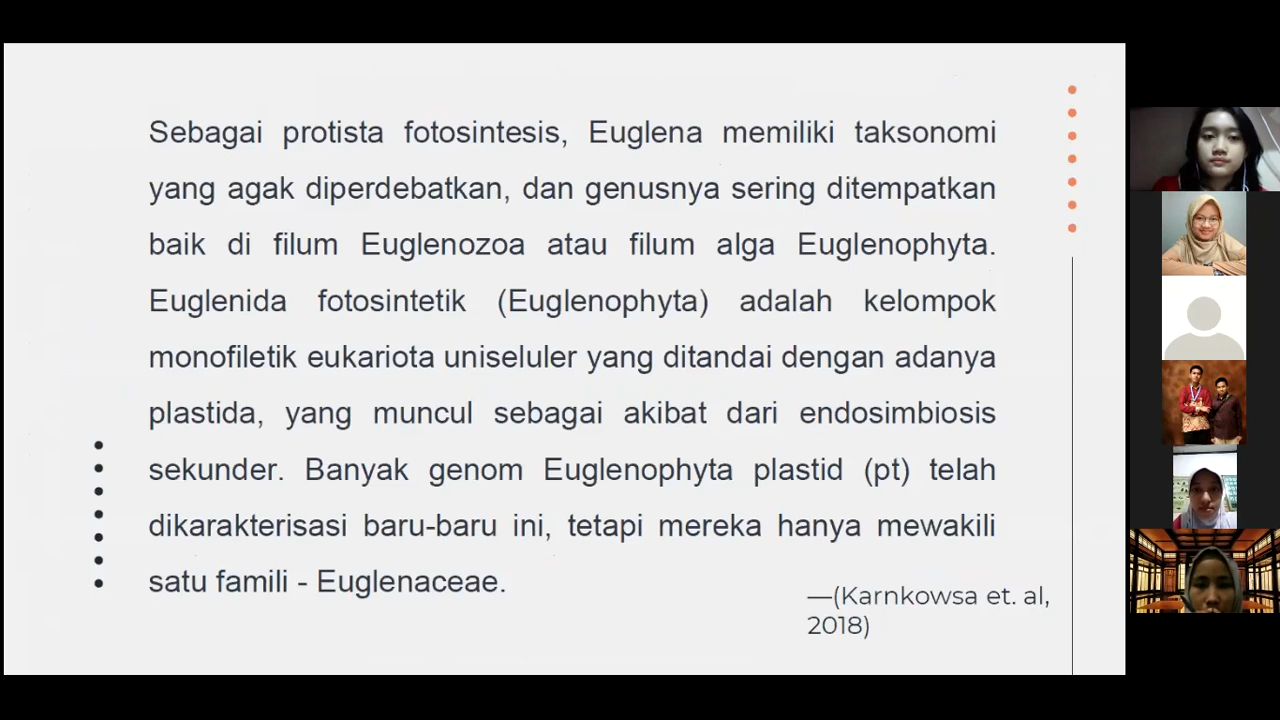 Sebagai protista fotosintesis, Euglena memiliki taksonomi
yang agak diperdebatkan, dan genusnya sering ditempatkan
baik di filum Euglenozoa atau filum alga Euglenophyta.
Euglenida fotosintetik (Euglenophyta) adalah kelompok
monofiletik eukariota uniseluler yang ditandai dengan adanya
plastida, yang muncul sebagai akibat dari endosimbiosis
sekunder. Banyak genom Euglenophyta plastid (pt) telah
dikarakterisasi baru-baru ini, tetapi mereka hanya mewakili
satu famili - Euglenaceae.
—(Karnkowsa et. al,
2018)